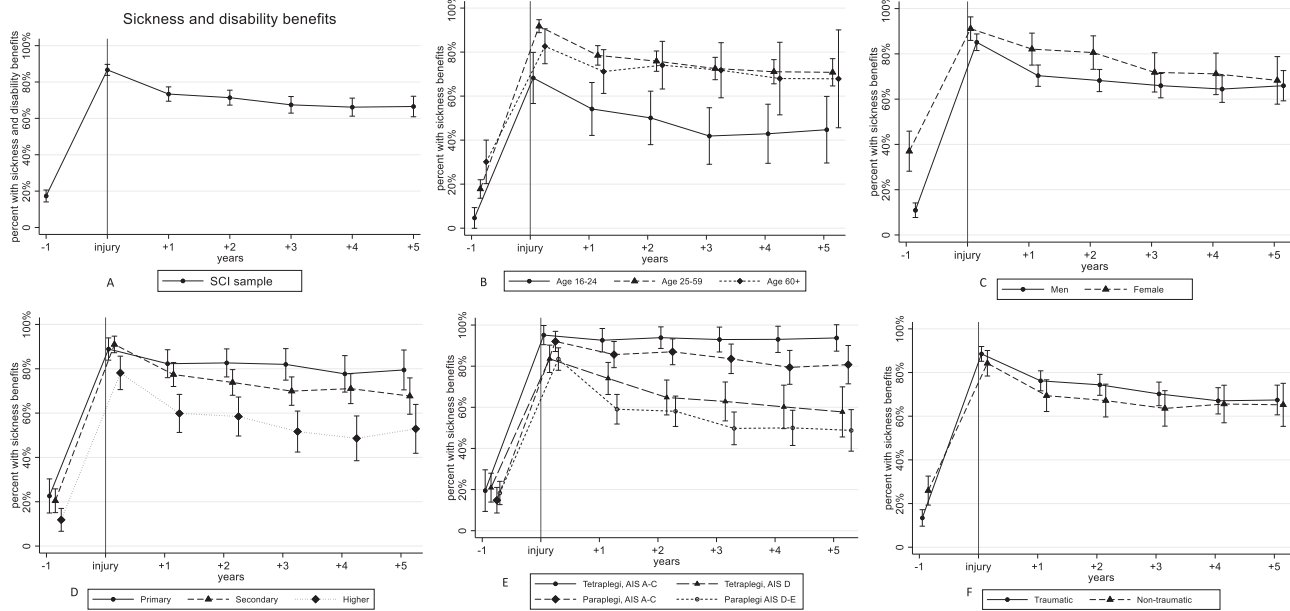 Sickness and disability benefits
percent with sickness and disability benefits
100%
80%
60%
40%
20%
0
-1 injury +1 +2 +3 +4 +5
years
A
SCI sample
percent with sickness benefits
100%
80%
60%
40%
20%
0
-1 injury +1 +2 +3 +4 +5
years
B
Age 16-24 Age 25-59 Age 60+
percent with sickness benefits
100%
80%
60%
40%
20%
0
-1 injury +1 +2 +3 +4 +5
years
C
Men Female
percent with sickness benefits
100%
80%
60%
40%
20%
0
-1 injury +1 +2 +3 +4 +5
years
D
Primary Secondary Higher
percent with sickness benefits
100%
80%
60%
40%
20%
0
-1 injury +1 +2 +3 +4 +5
years
E
Tetraplegi, AIS A-C Tetraplegi, AIS D
Paraplegi, AIS A-C Paraplegi AIS D-E
percent with sickness benefits
100%
80%
60%
40%
20%
0
-1 injury +1 +2 +3 +4 +5
years
F
Traumatic Non-traumatic